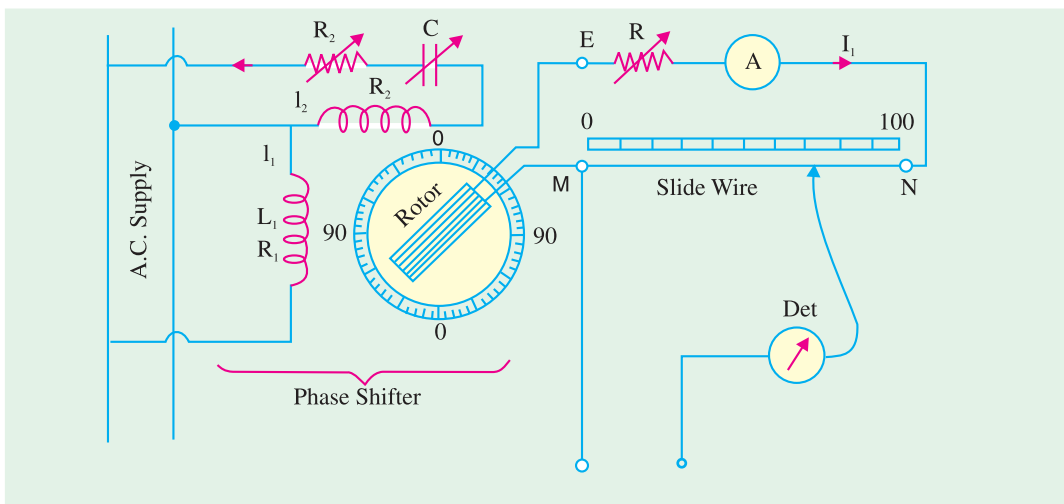 R₂
C
E
R
A
I₁
l₂
R₂
0
0
100
l₁
M
Slide Wire
N
A.C. Supply
L₁
R₁
Rotor
90
90
0
Det
Phase Shifter